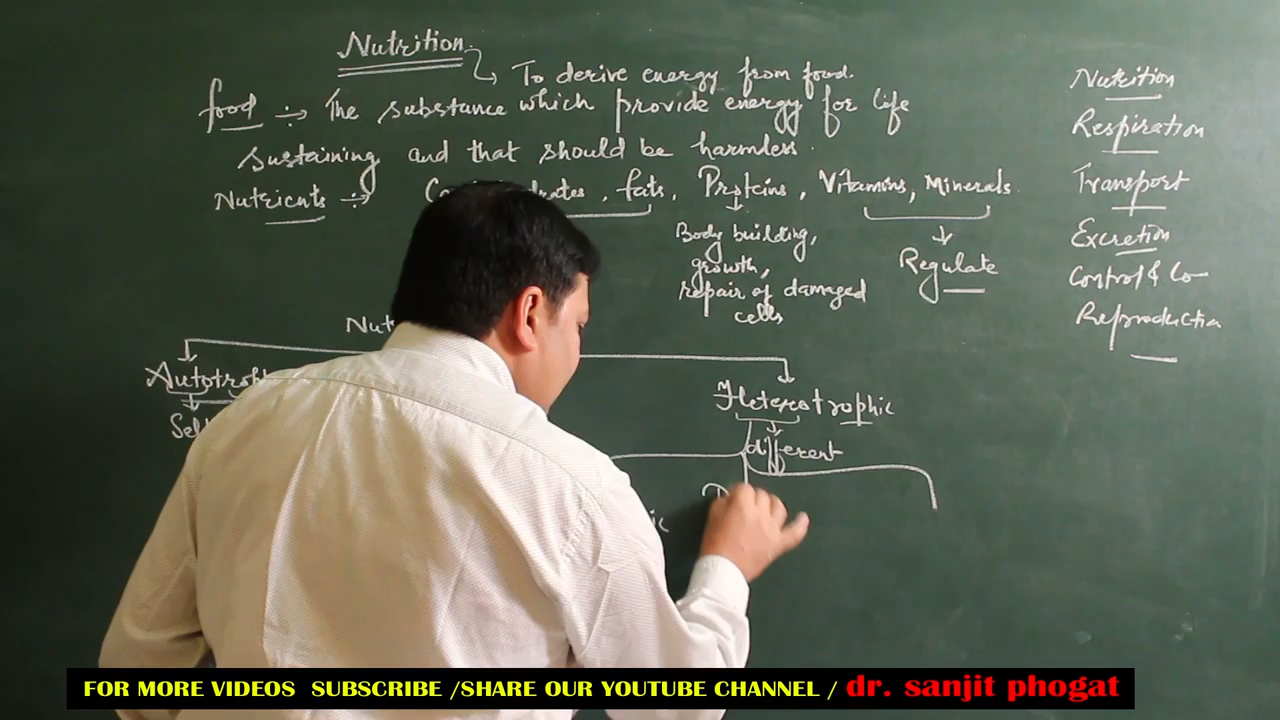 Nutrition
To derive energy from food.
food :- The substance which provide energy for life
sustaining and that should be harmless.
Nutrients :- , fats, Proteins, Vitamins, Minerals
Body building,
growth,
repair of damaged
cells
Regulate
Heterotrophic
different
Nutrition
Respiration
Transport
Excretion
Control & Co-
Reproduction
FOR MORE VIDEOS SUBSCRIBE /SHARE OUR YOUTUBE CHANNEL / dr. sanjit phogat